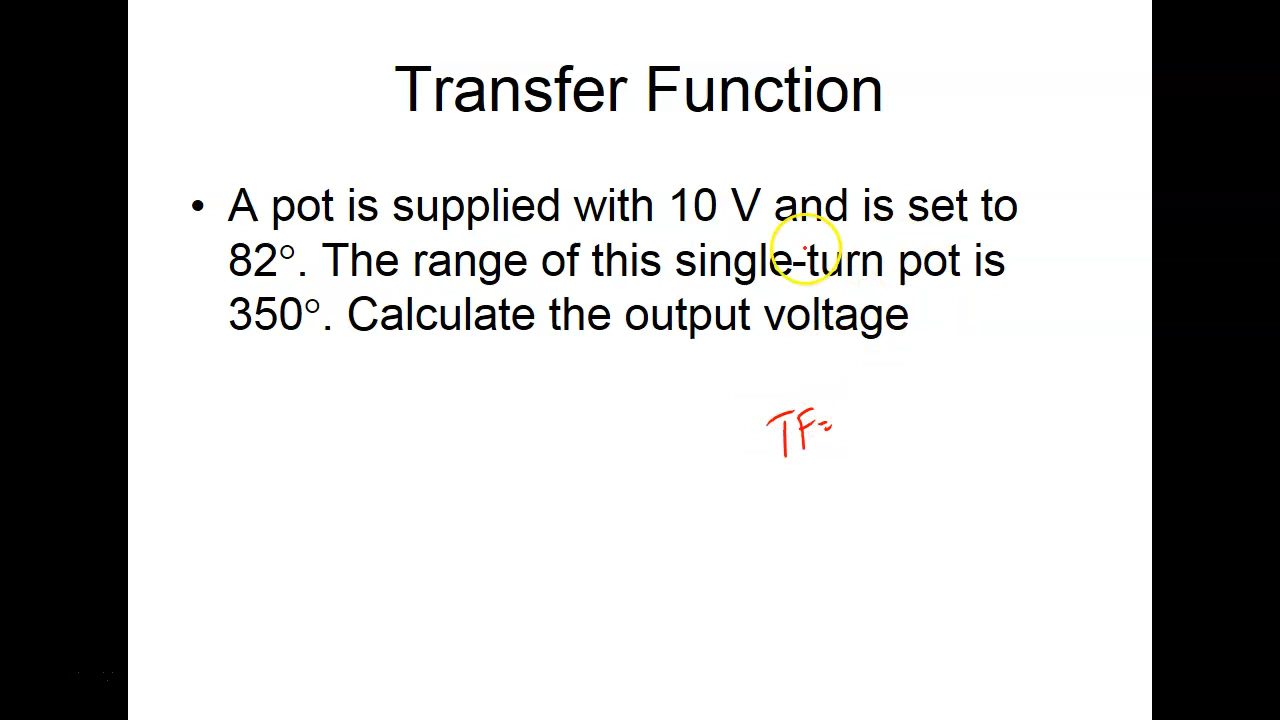 Transfer Function
• A pot is supplied with 10 V and is set to
82°. The range of this single-turn pot is
350°. Calculate the output voltage
TF=